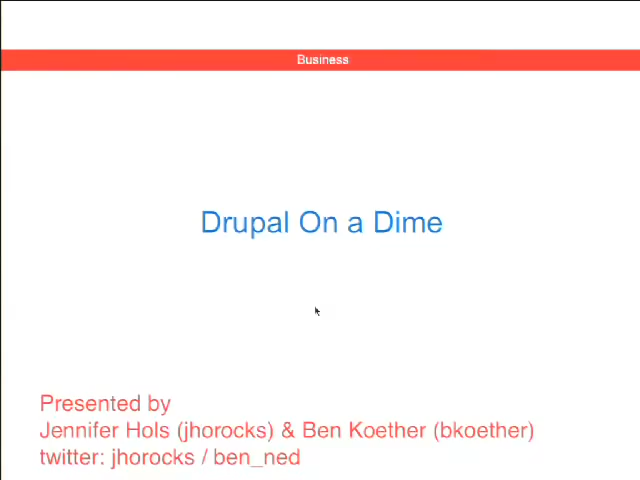 Business
Drupal On a Dime
Presented by
Jennifer Hols (jhorocks) & Ben Koether (bkoether)
twitter: jhorocks / ben_ned